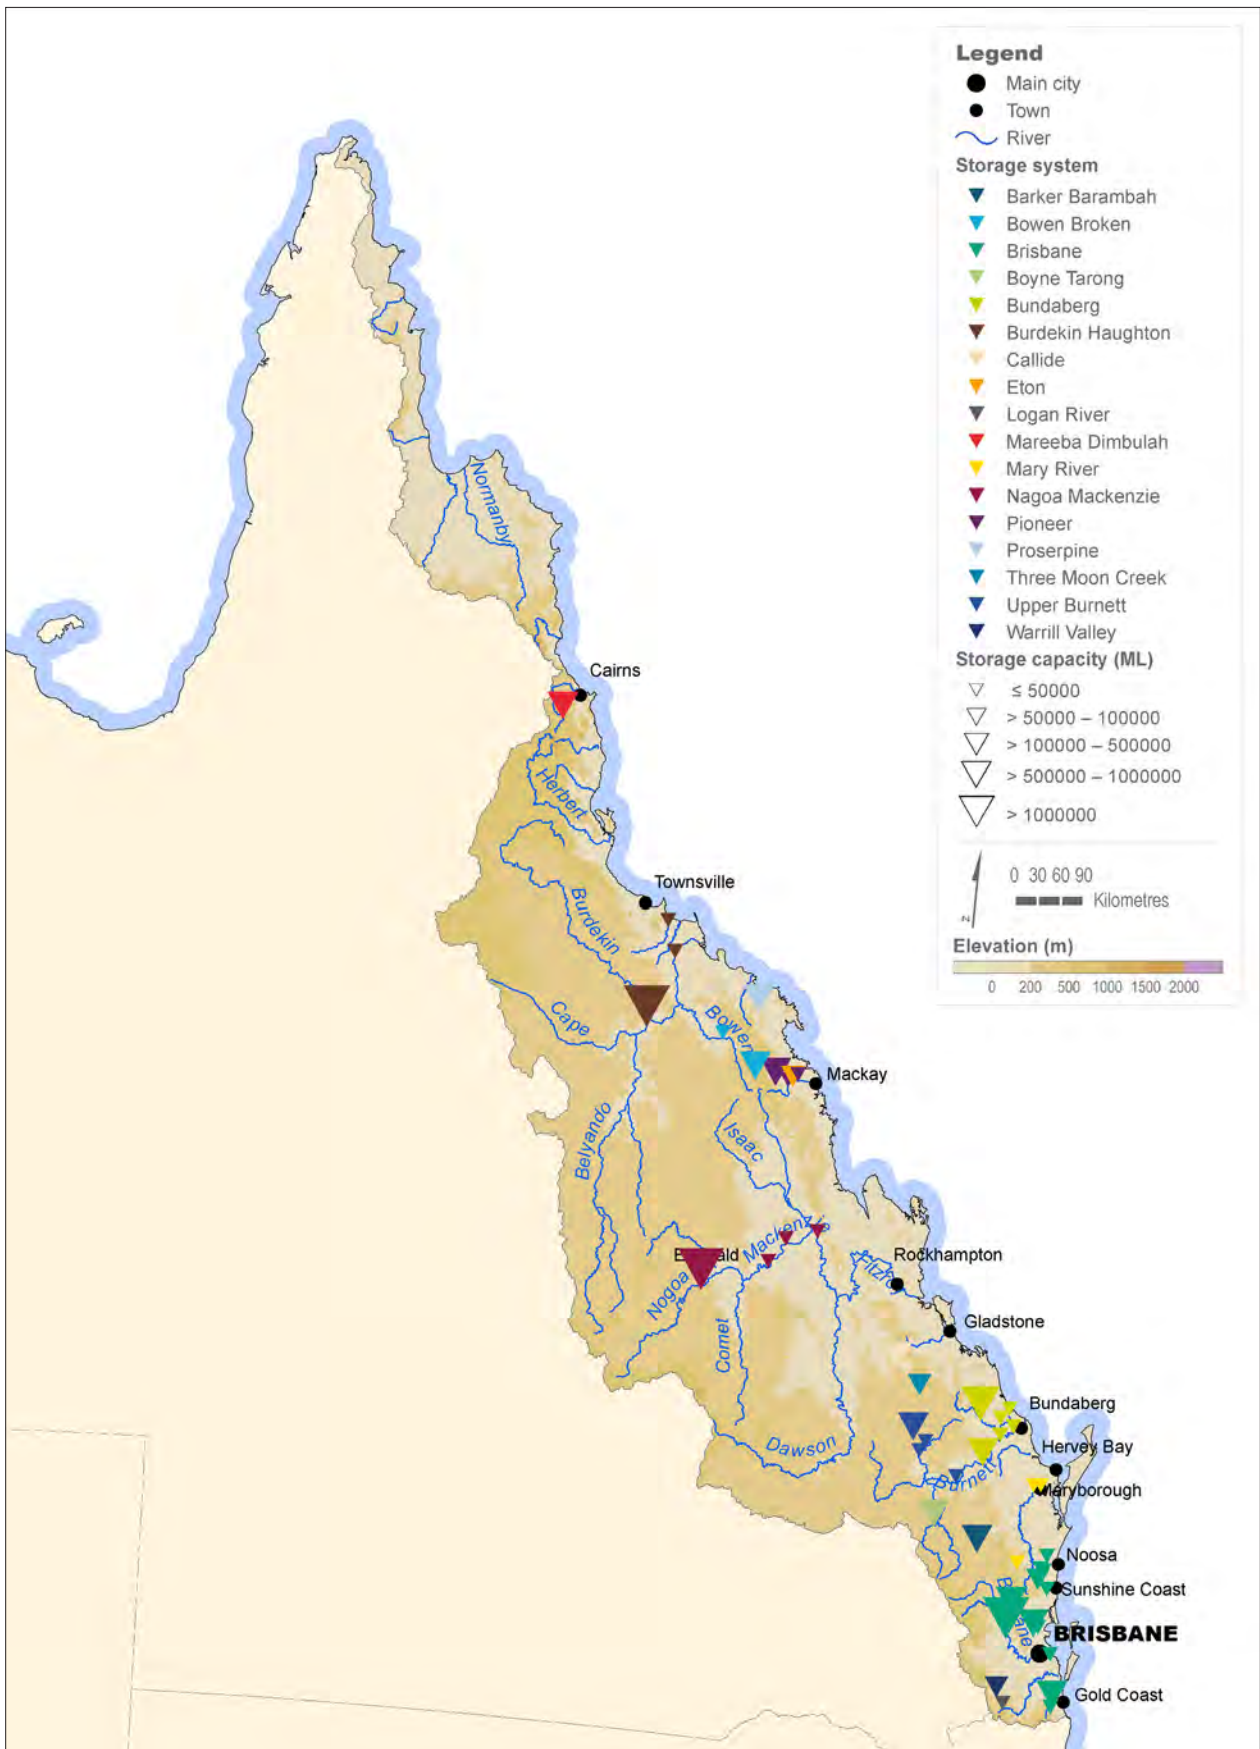 Legend
Main city
Town
River
Storage system
Barker Barambah
Bowen Broken
Brisbane
Boyne Tarong
Bundaberg
Burdekin Haughton
Callide
Eton
Logan River
Mareeba Dimbulah
Mary River
Nagoa Mackenzie
Pioneer
Proserpine
Three Moon Creek
Upper Burnett
Warrill Valley
Storage capacity (ML)
≤ 50000
> 50000 – 100000
> 100000 – 500000
> 500000 – 1000000
> 1000000
0 30 60 90
Kilometres
N
Elevation (m)
0 200 500 1000 1500 2000
Normanby
Cairns
Herbert
Townsville
Burdekin
Cape
Bowen
Mackay
Belyando
Isaac
Mackenzie
Rockhampton
Fitzroy
Nogoa
Comet
Gladstone
Bundaberg
Dawson
Hervey Bay
Burnett
Maryborough
Noosa
Sunshine Coast
BRISBANE
Gold Coast